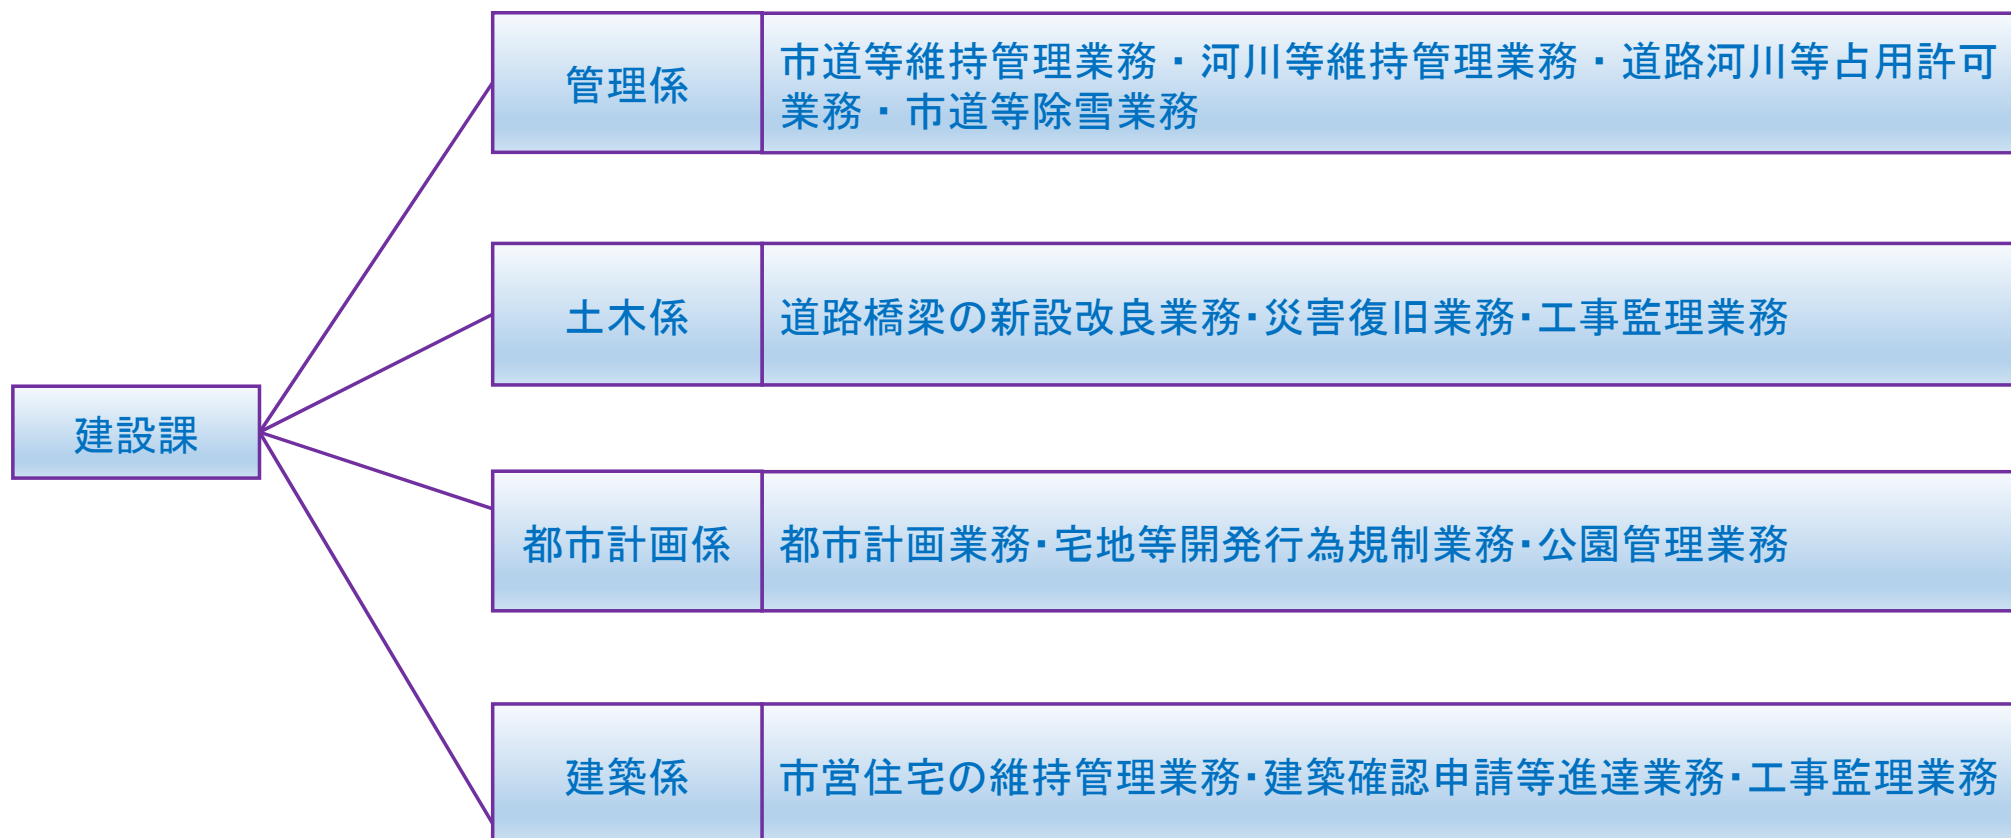 管理係
市道等維持管理業務・河川等維持管理業務・道路河川等占用許可
業務・市道等除雪業務
土木係
道路橋梁の新設改良業務･災害復旧業務･工事監理業務
建設課
都市計画係
都市計画業務･宅地等開発行為規制業務･公園管理業務
建築係
市営住宅の維持管理業務･建築確認申請等進達業務･工事監理業務